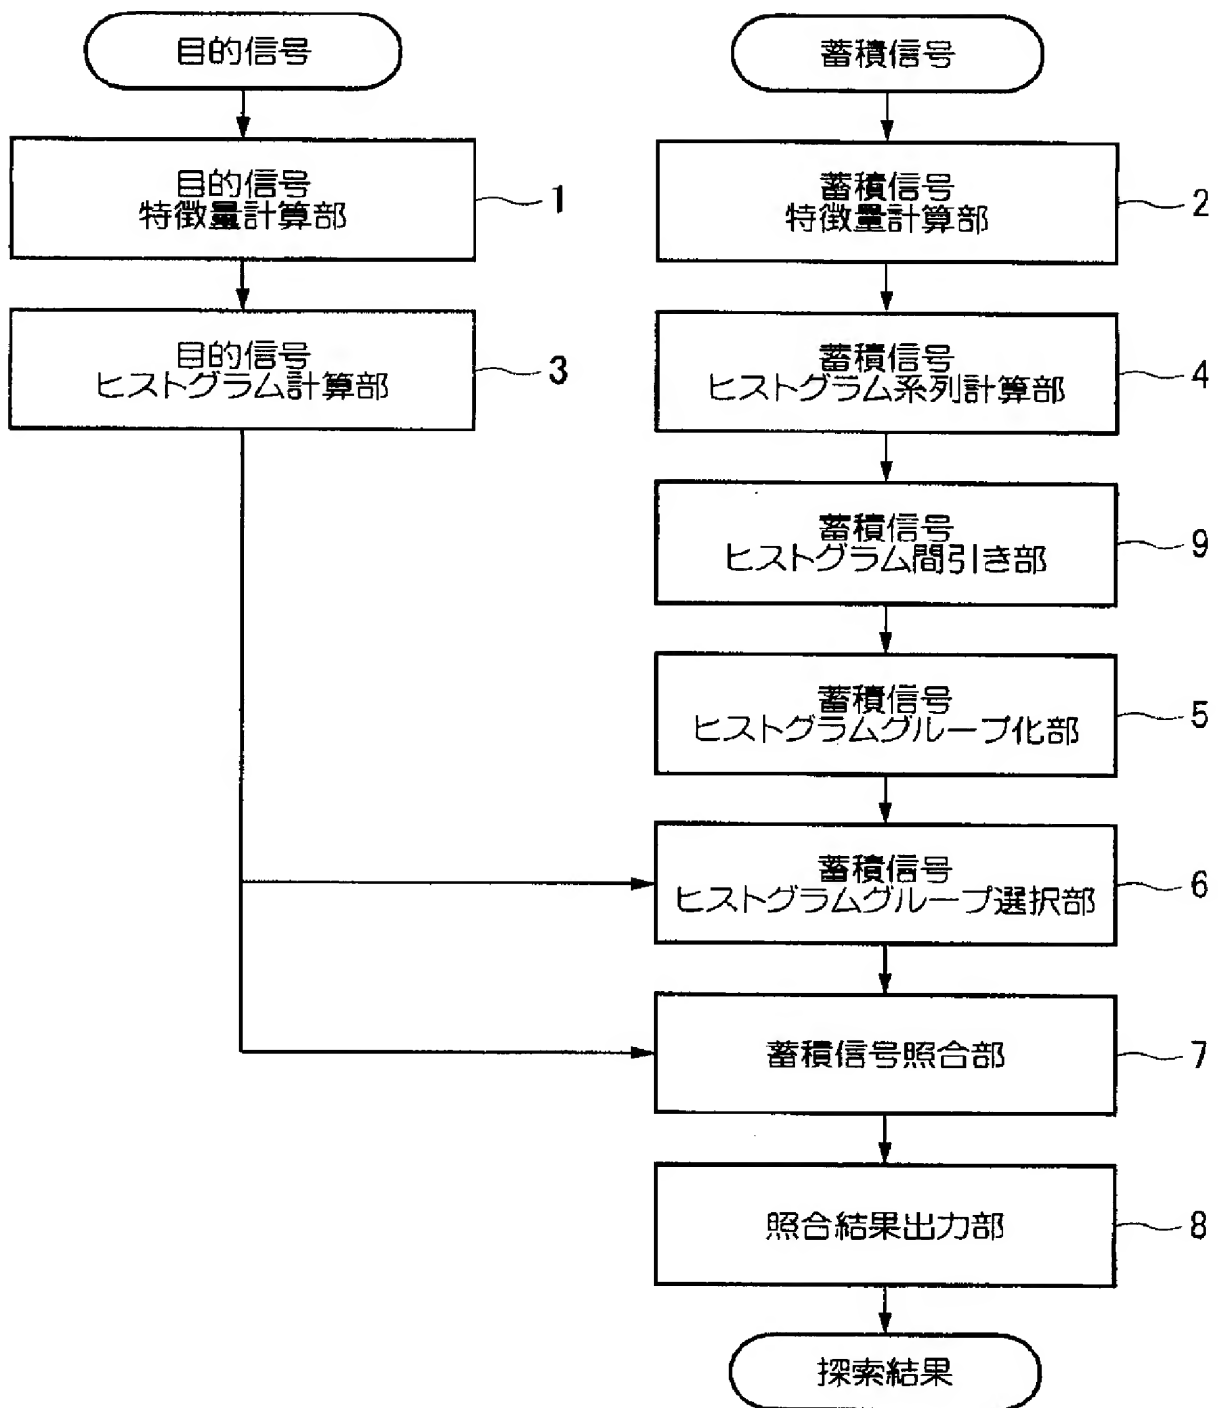 目的信号
目的信号
特徴量計算部
1
目的信号
ヒストグラム計算部
3
蓄積信号
蓄積信号
特徴量計算部
2
蓄積信号
ヒストグラム系列計算部
4
蓄積信号
ヒストグラム間引き部
9
蓄積信号
ヒストグラムグループ化部
5
蓄積信号
ヒストグラムグループ選択部
6
蓄積信号照合部
7
照合結果出力部
8
探索結果